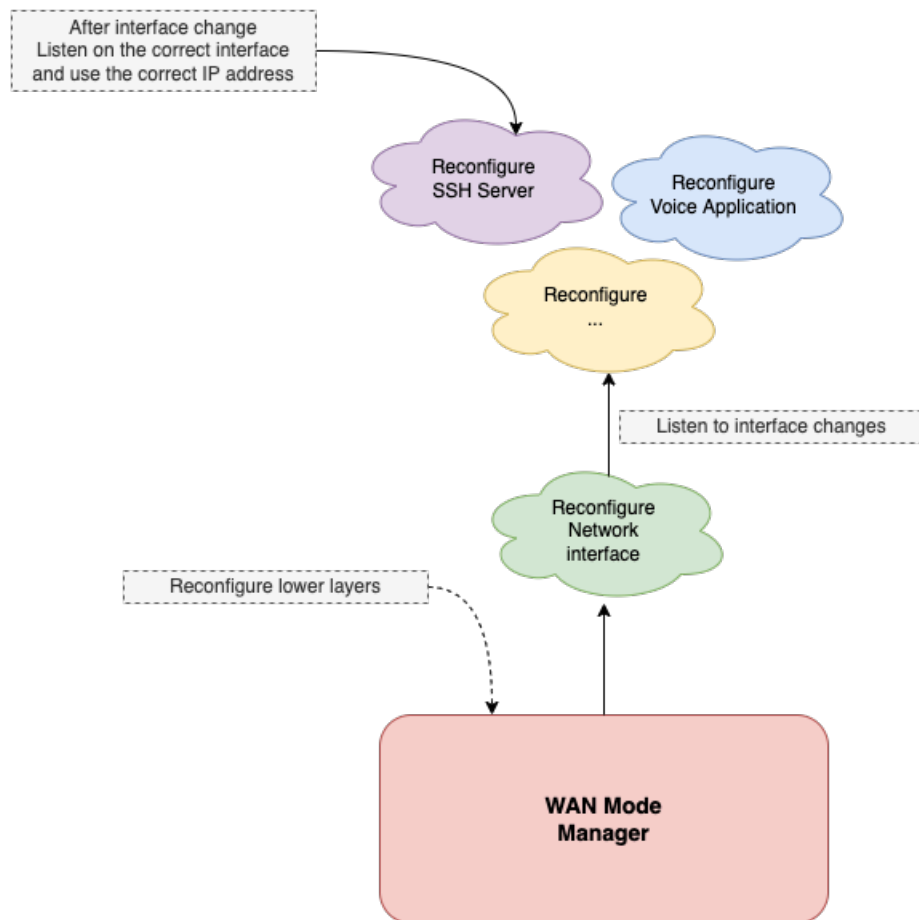 After interface change
Listen on the correct interface
and use the correct IP address
Reconfigure
SSH Server
Reconfigure
Voice Application
Reconfigure
...
Listen to interface changes
Reconfigure
Network
interface
Reconfigure lower layers
WAN Mode
Manager